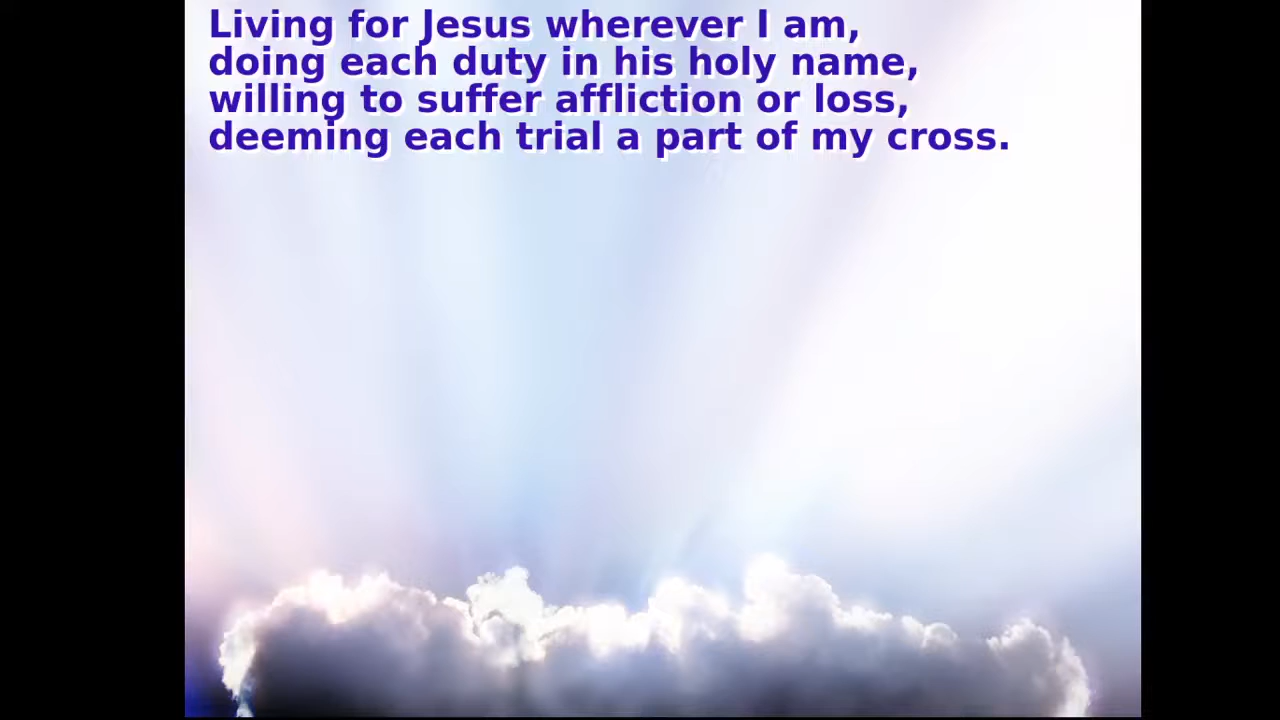 Living for Jesus wherever I am,
doing each duty in his holy name,
willing to suffer affliction or loss,
deeming each trial a part of my cross.